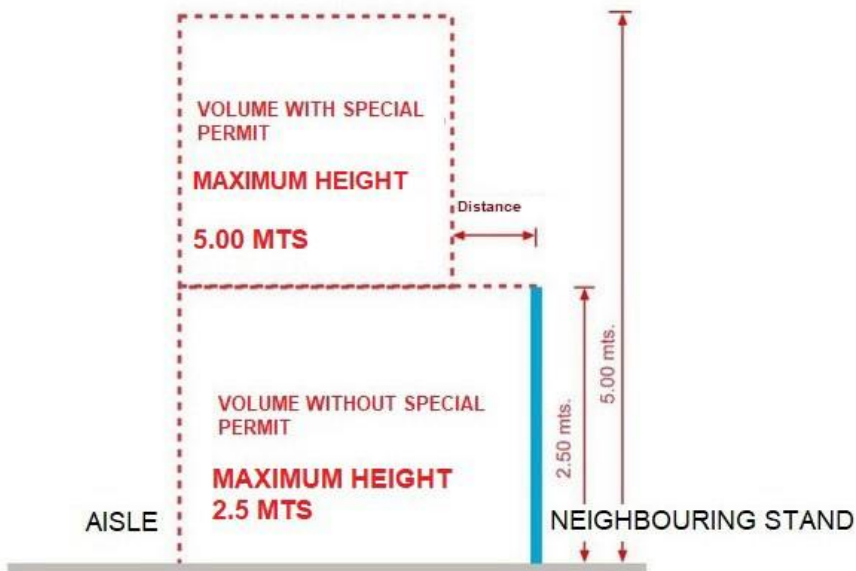 VOLUME WITH SPECIAL
PERMIT
MAXIMUM HEIGHT
5.00 MTS
Distance
5.00 mts.
2.50 mts.
VOLUME WITHOUT SPECIAL
PERMIT
MAXIMUM HEIGHT
2.5 MTS
AISLE
NEIGHBOURING STAND